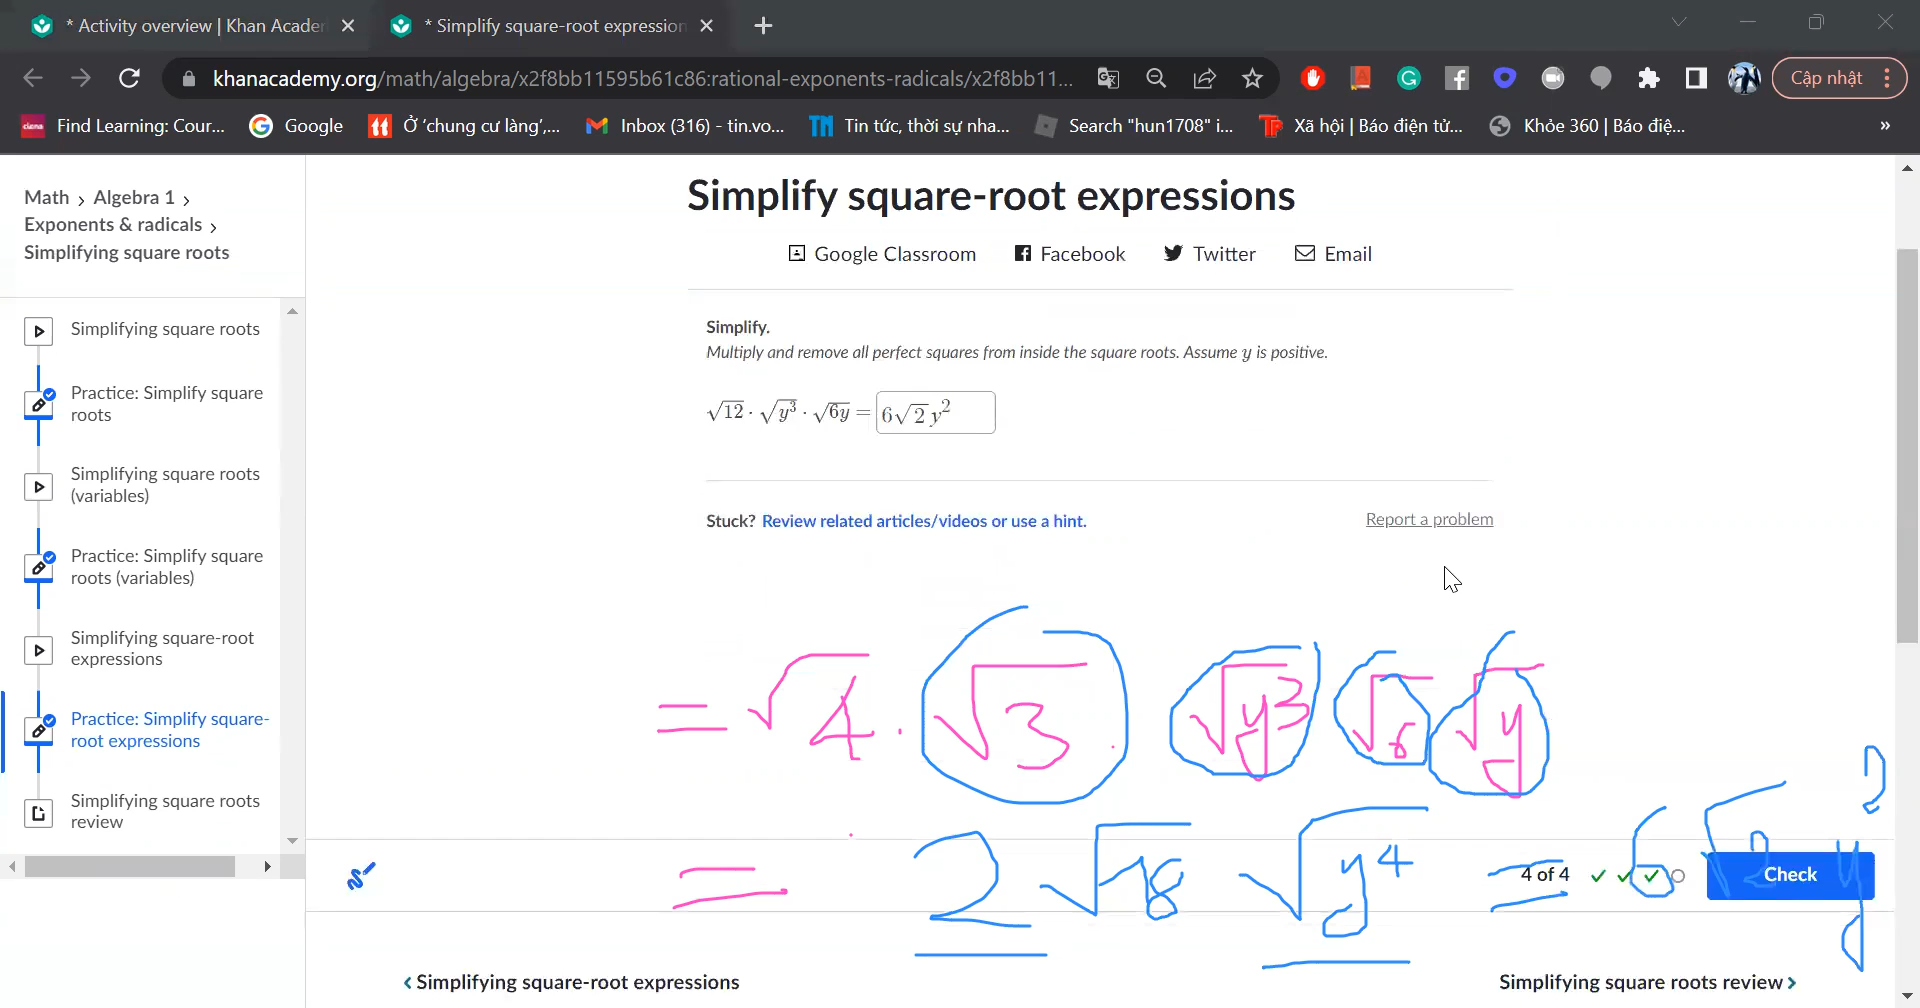 * Activity overview | Khan Acade
* Simplify square-root expression
khanacademy.org/math/algebra/x2f8bb11595b61c86:rational-exponents-radicals/x2f8bb11...
Cập nhật
Find Learning: Cour...
Google
Ở ‘chung cư làng’,...
Inbox (316) - tin.vo...
Tin tức, thời sự nha...
Search "hun1708" i...
Xã hội | Báo điện tử...
Khỏe 360 | Báo điệ...
»
Math › Algebra 1 ›
Exponents & radicals ›
Simplifying square roots
Simplifying square roots
Practice: Simplify square
roots
Simplifying square roots
(variables)
Practice: Simplify square
roots (variables)
Simplifying square-root
expressions
Practice: Simplify square-
root expressions
Simplifying square roots
review
Simplify square-root expressions
Google Classroom
Facebook
Twitter
Email
Simplify.
Multiply and remove all perfect squares from inside the square roots. Assume y is positive.
√12 · √y³ · √6y = 6√2 y²
Stuck? Review related articles/videos or use a hint.
Report a problem
= √4 . √3 . √y³ √6 √y
= 2 √18 √y⁴ = 6 √2 y²
4 of 4
Check
‹ Simplifying square-root expressions
Simplifying square roots review ›